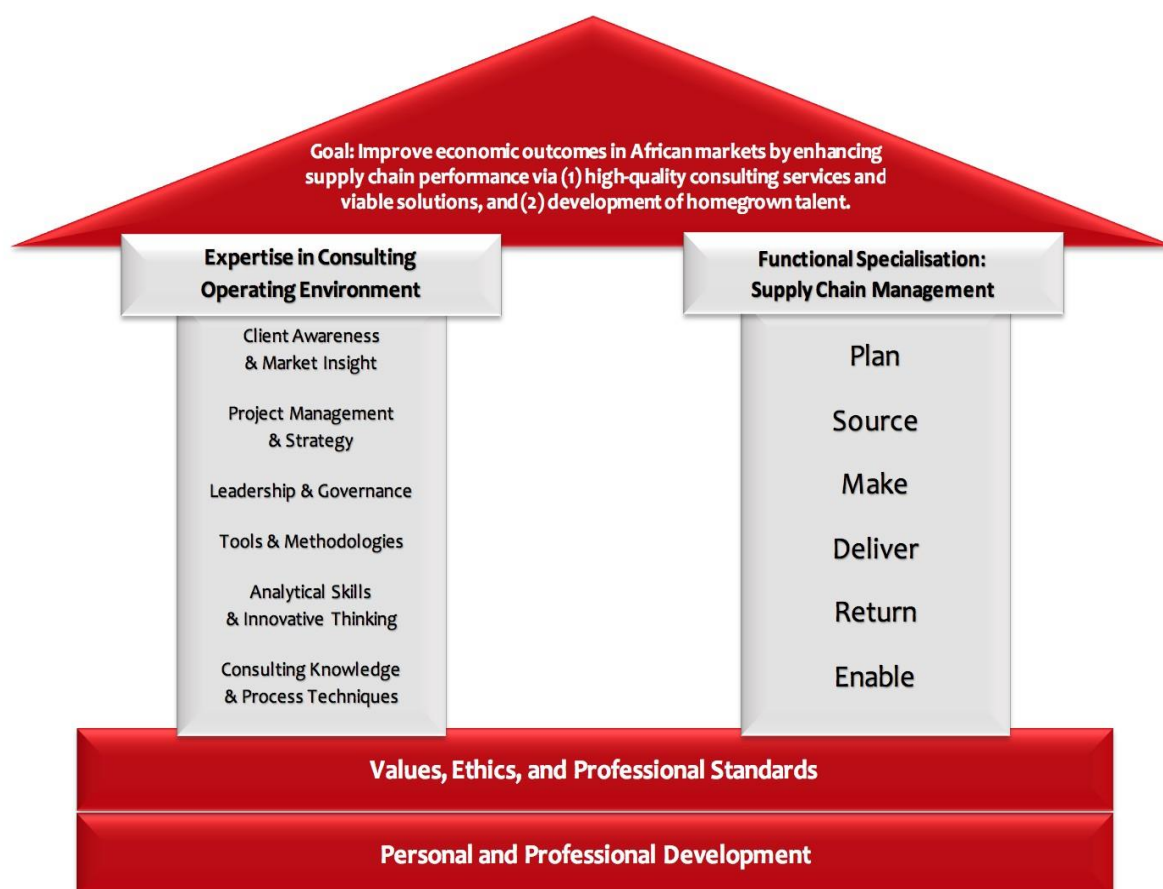 Goal: Improve economic outcomes in African markets by enhancing
supply chain performance via (1) high-quality consulting services and
viable solutions, and (2) development of homegrown talent.
Expertise in Consulting
Operating Environment
Client Awareness
& Market Insight
Project Management
& Strategy
Leadership & Governance
Tools & Methodologies
Analytical Skills
& Innovative Thinking
Consulting Knowledge
& Process Techniques
Functional Specialisation:
Supply Chain Management
Plan
Source
Make
Deliver
Return
Enable
Values, Ethics, and Professional Standards
Personal and Professional Development